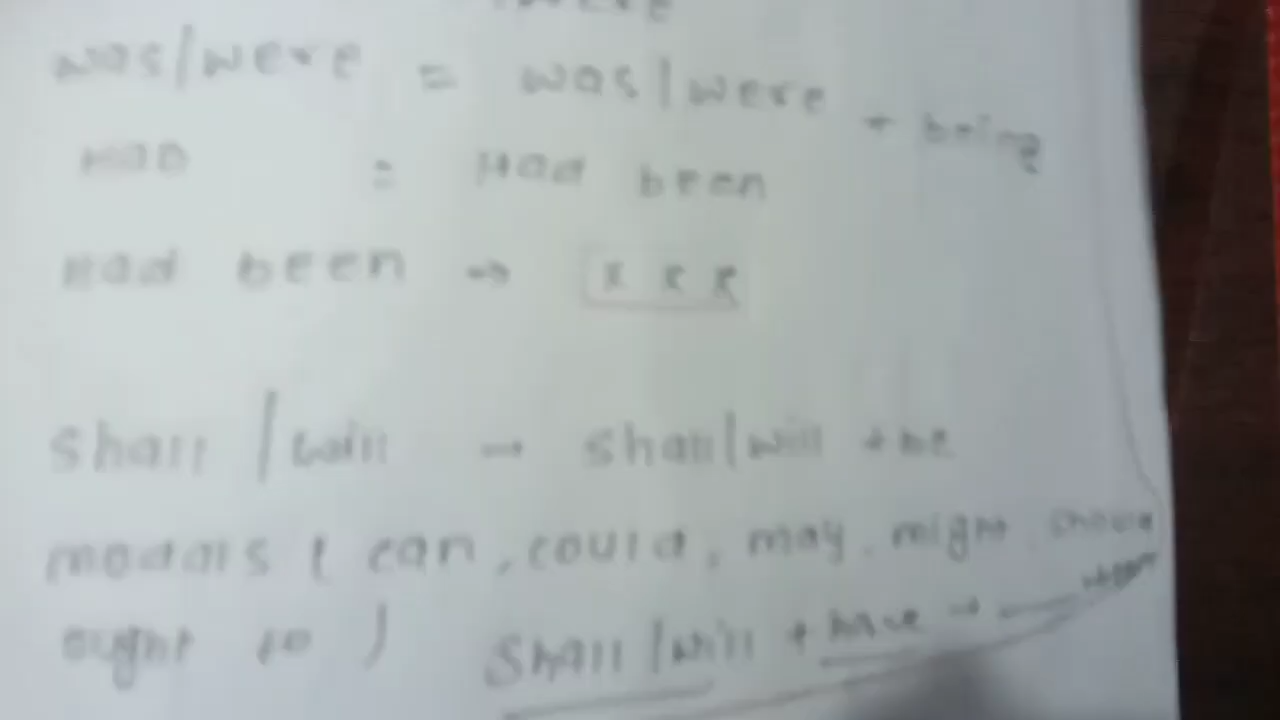 was/were = was/were + being
Had = Had been
Had been → x x x
shall/will → shall/will + be
modals ( can, could, may, might, should
ought to ) shall/will + have →